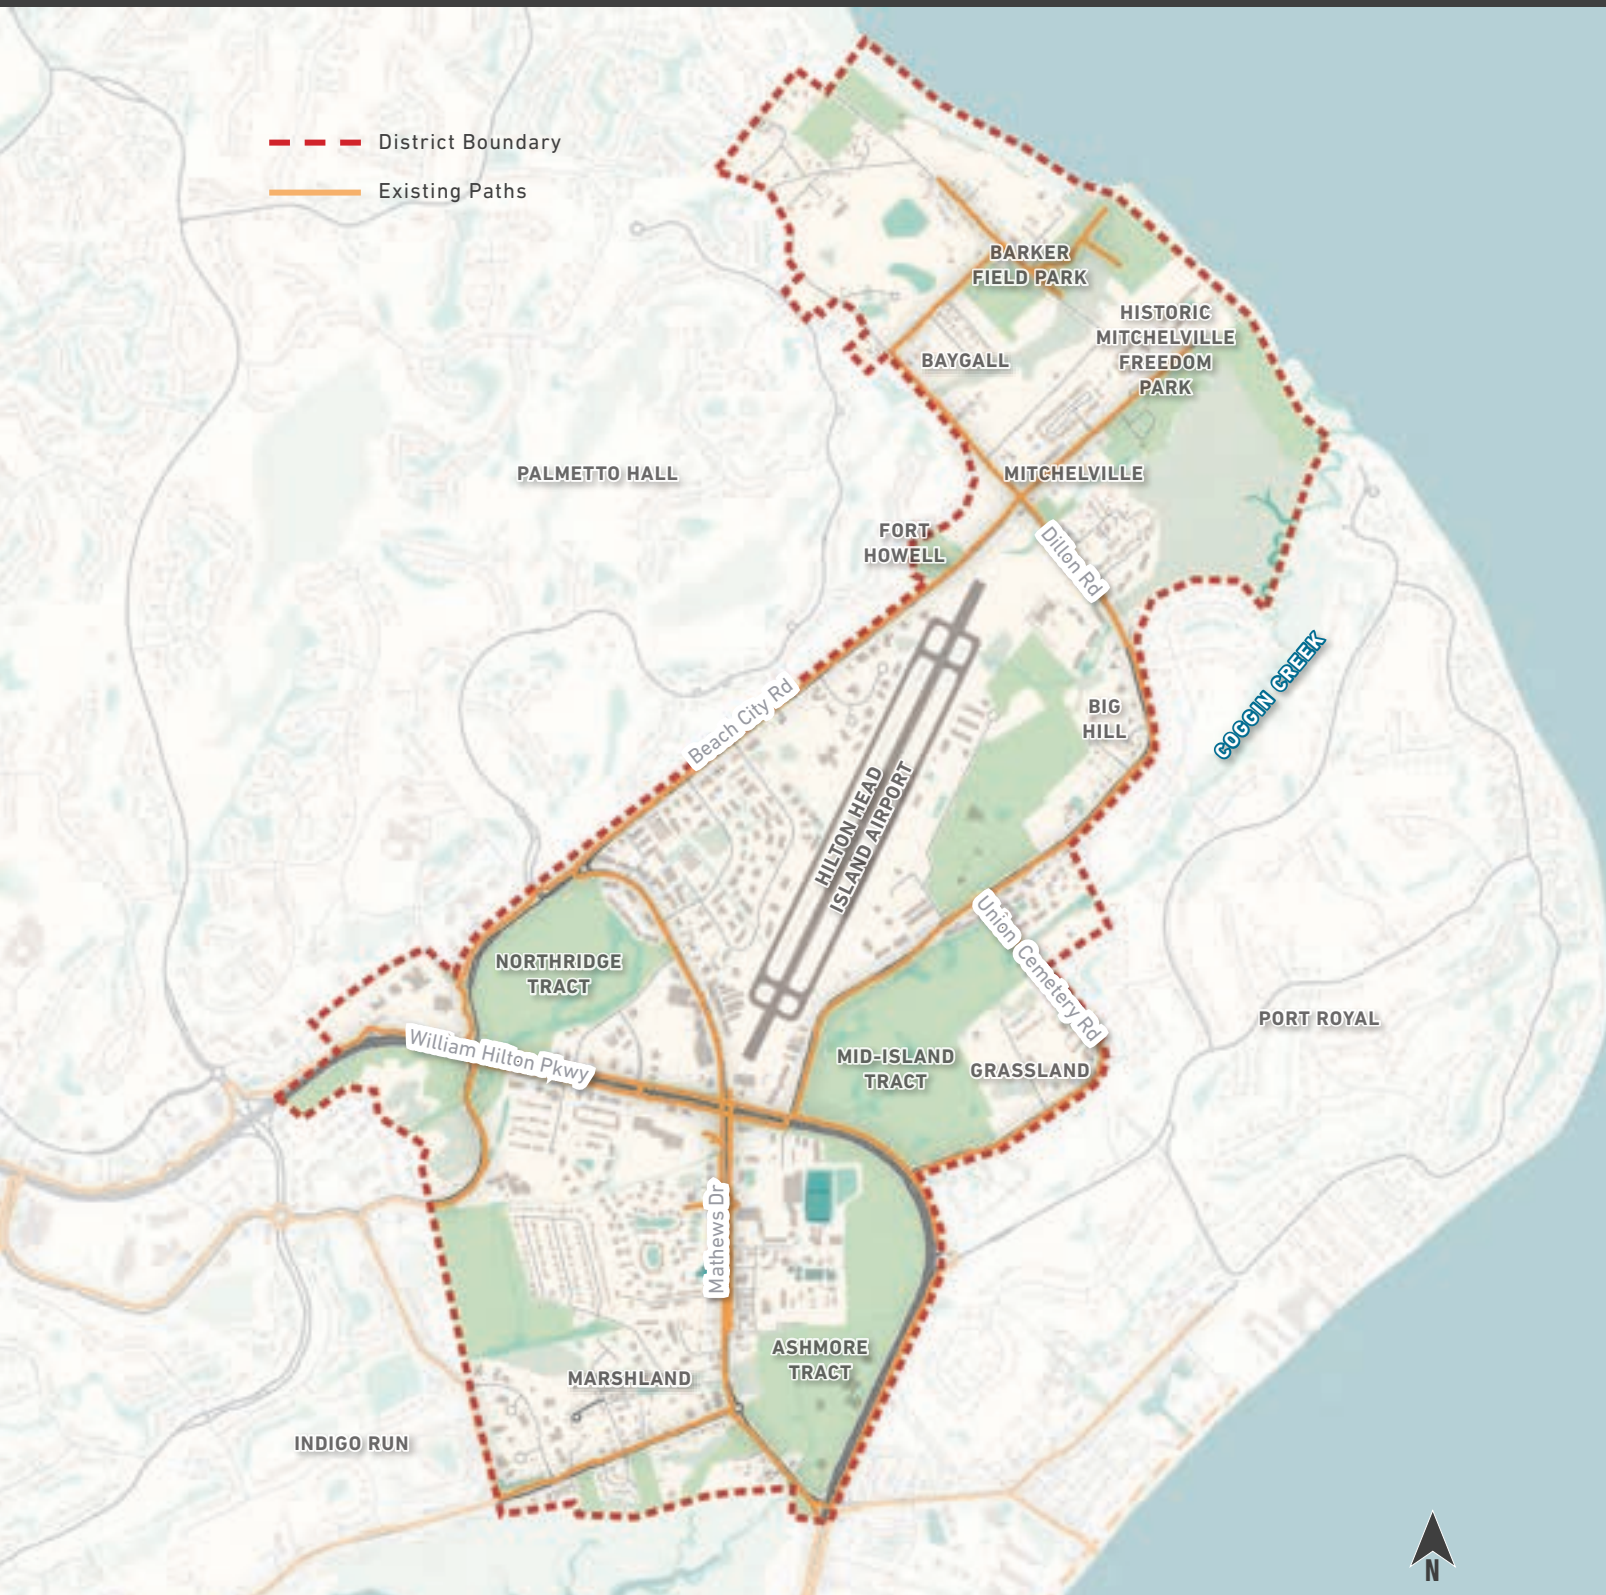 District Boundary
Existing Paths
BARKER
FIELD PARK
HISTORIC
MITCHELVILLE
FREEDOM
PARK
BAYGALL
PALMETTO HALL
MITCHELVILLE
FORT
HOWELL
Dillon Rd
COGGIN CREEK
Beach City Rd
BIG
HILL
HILTON HEAD
ISLAND AIRPORT
Union Cemetery Rd
NORTHRIDGE
TRACT
PORT ROYAL
William Hilton Pkwy
MID-ISLAND
TRACT
GRASSLAND
Mathews Dr
ASHMORE
TRACT
MARSHLAND
INDIGO RUN
N